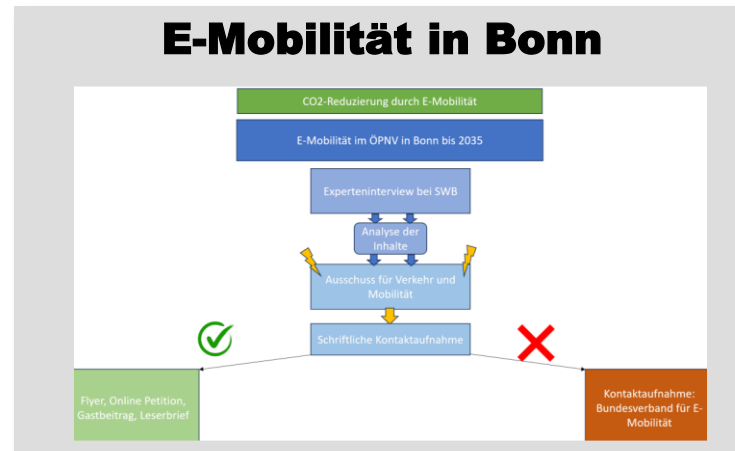 E-Mobilität in Bonn
CO2-Reduzierung durch E-Mobilität
E-Mobilität im ÖPNV in Bonn bis 2035
Experteninterview bei SWB
Analyse der
Inhalte
Ausschuss für Verkehr und
Mobilität
Schriftliche Kontaktaufnahme
Flyer, Online Petition,
Gastbeitrag, Leserbrief
Kontaktaufnahme:
Bundesverband für E-
Mobilität